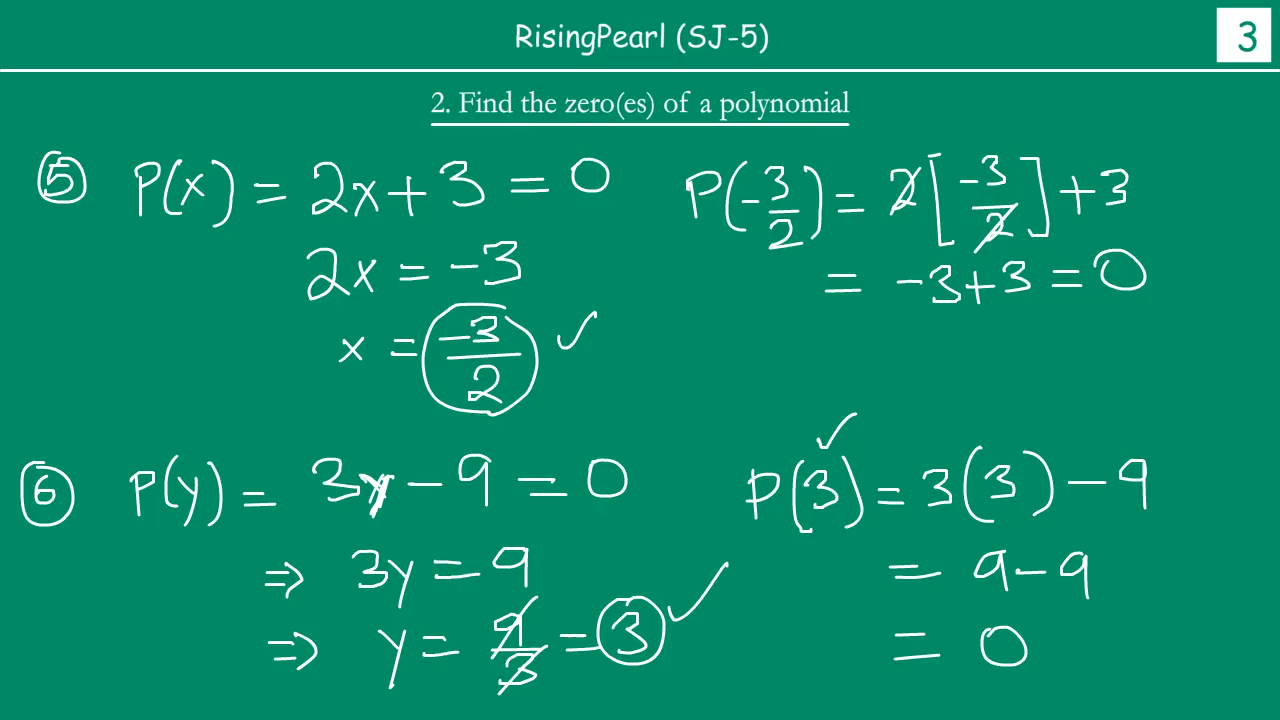 RisingPearl (SJ-5)
3
2. Find the zero(es) of a polynomial
5 P(x) = 2x + 3 = 0
2x = -3
x = -3/2 ✓
P(-3/2) = 2[-3/2] + 3
= -3+3 = 0
6 P(y) = 3y - 9 = 0
⇒ 3y = 9
⇒ y = 9/3 = 3 ✓
✓
P(3) = 3(3) - 9
= 9 - 9
= 0